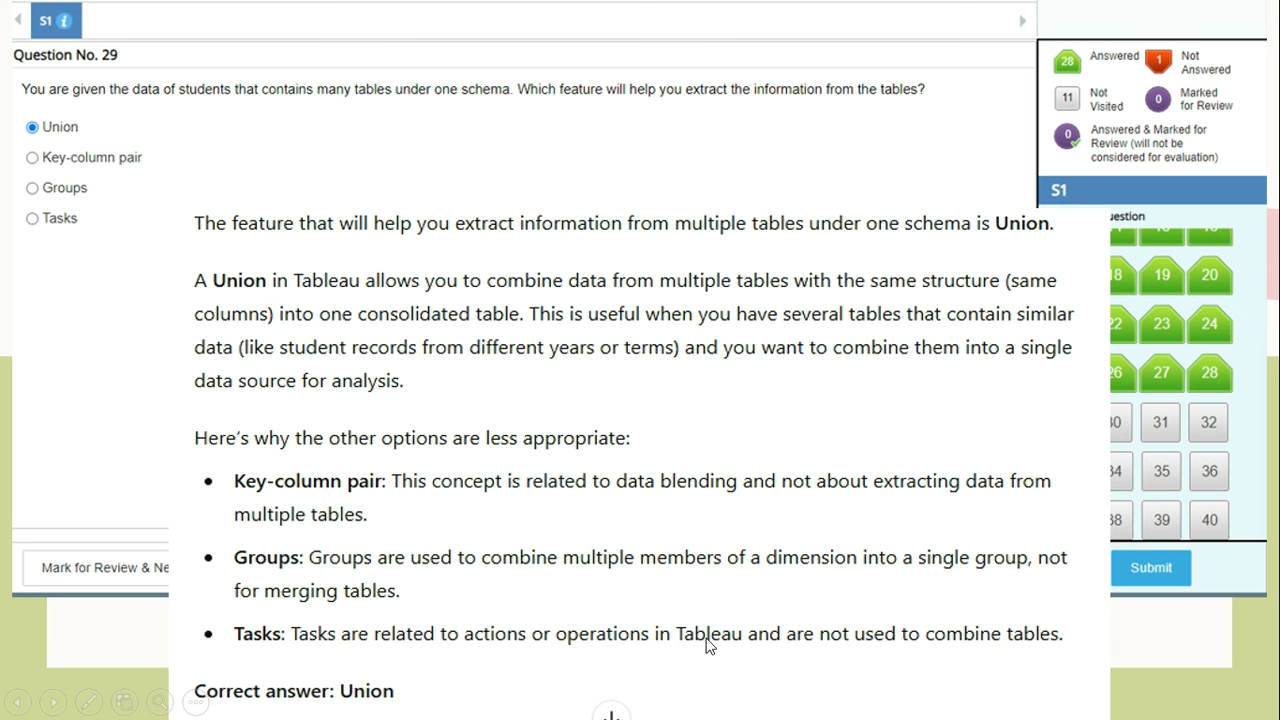 S1 i
Question No. 29
You are given the data of students that contains many tables under one schema. Which feature will help you extract the information from the tables?
Union
Key-column pair
Groups
Tasks
28 Answered
1 Not Answered
11 Not Visited
0 Marked for Review
0 Answered & Marked for
Review (will not be
considered for evaluation)
S1
uestion
18 19 20
22 23 24
26 27 28
30 31 32
34 35 36
38 39 40
The feature that will help you extract information from multiple tables under one schema is Union.
A Union in Tableau allows you to combine data from multiple tables with the same structure (same
columns) into one consolidated table. This is useful when you have several tables that contain similar
data (like student records from different years or terms) and you want to combine them into a single
data source for analysis.
Here's why the other options are less appropriate:
• Key-column pair: This concept is related to data blending and not about extracting data from
multiple tables.
• Groups: Groups are used to combine multiple members of a dimension into a single group, not
for merging tables.
• Tasks: Tasks are related to actions or operations in Tableau and are not used to combine tables.
Correct answer: Union
Mark for Review & Ne
Submit